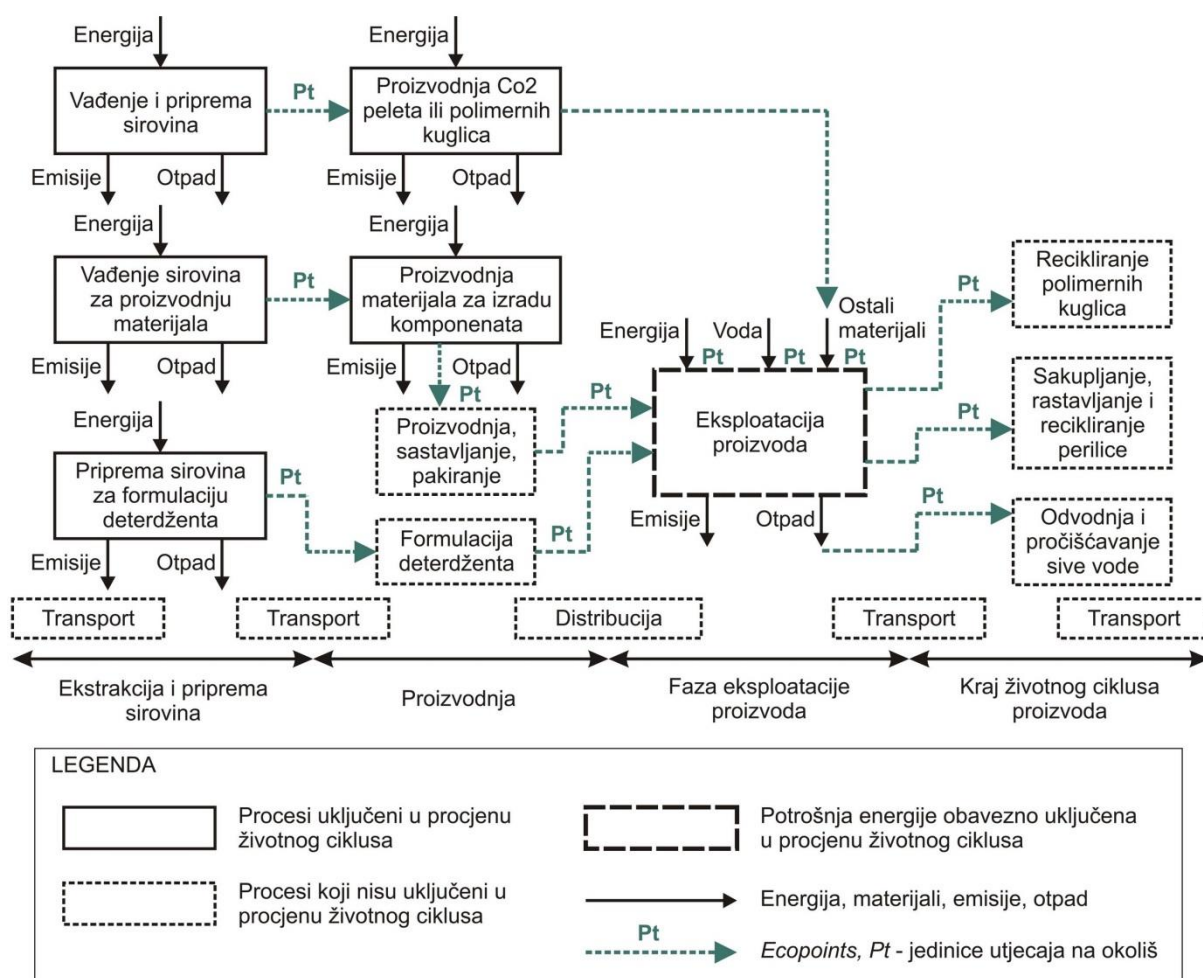 Energija
Energija
Vađenje i priprema
sirovina
Pt
Proizvodnja Co2
peleta ili polimernih
kuglica
Emisije
Otpad
Emisije
Otpad
Energija
Energija
Vađenje sirovina
za proizvodnju
materijala
Pt
Proizvodnja
materijala za izradu
komponenata
Emisije
Otpad
Emisije
Otpad
Pt
Energija
Voda
Ostali
materijali
Pt
Pt
Pt
Pt
Recikliranje
polimernih
kuglica
Energija
Priprema sirovina
za formulaciju
deterdženta
Pt
Proizvodnja,
sastavljanje,
pakiranje
Pt
Eksploatacija
proizvoda
Pt
Sakupljanje,
rastavljanje i
recikliranje
perilice
Emisije
Otpad
Formulacija
deterdženta
Pt
Emisije
Otpad
Pt
Odvodnja i
pročišćavanje
sive vode
Transport
Transport
Distribucija
Transport
Transport
Ekstrakcija i priprema
sirovina
Proizvodnja
Faza eksploatacije
proizvoda
Kraj životnog ciklusa
proizvoda
LEGENDA
Procesi uključeni u procjenu
životnog ciklusa
Procesi koji nisu uključeni u
procjenu životnog ciklusa
Potrošnja energije obavezno uključena
u procjenu životnog ciklusa
Energija, materijali, emisije, otpad
Pt
Ecopoints, Pt - jedinice utjecaja na okoliš